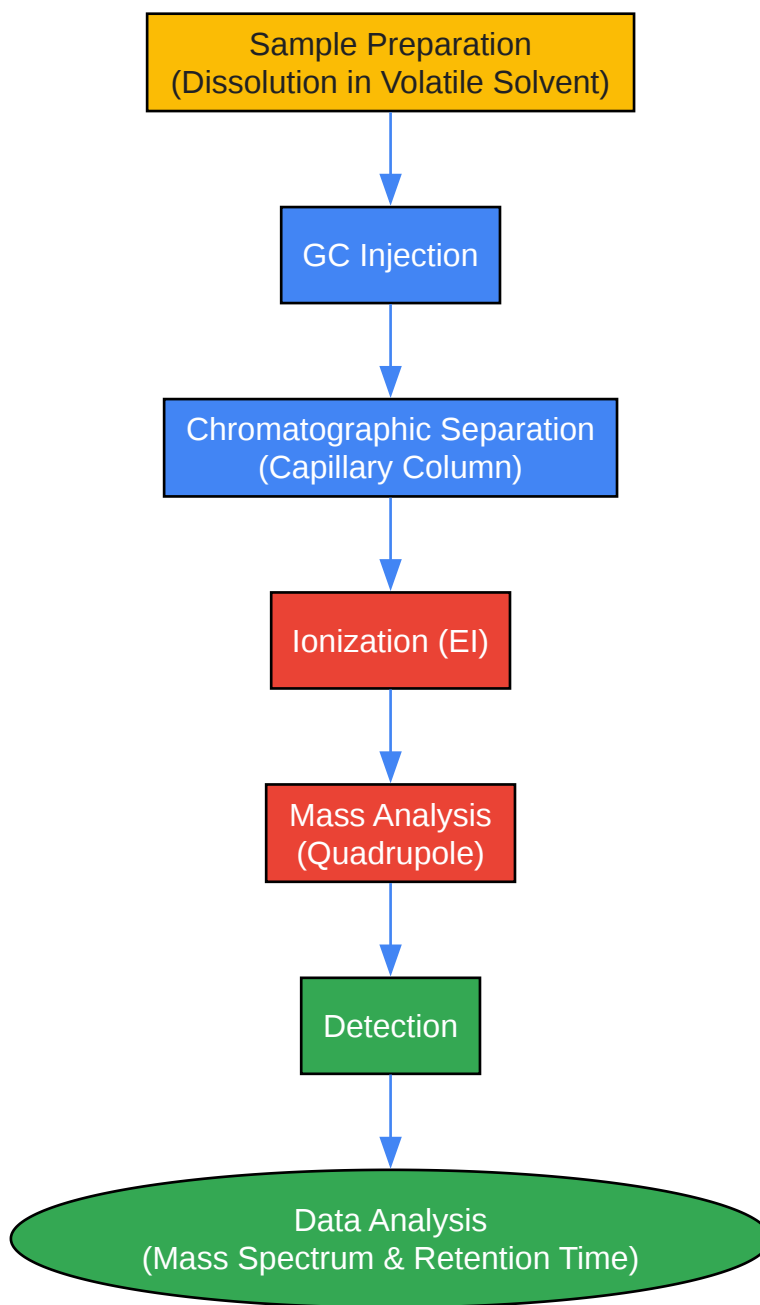 Sample Preparation
(Dissolution in Volatile Solvent)
GC Injection
Chromatographic Separation
(Capillary Column)
Ionization (EI)
Mass Analysis
(Quadrupole)
Detection
Data Analysis
(Mass Spectrum & Retention Time)